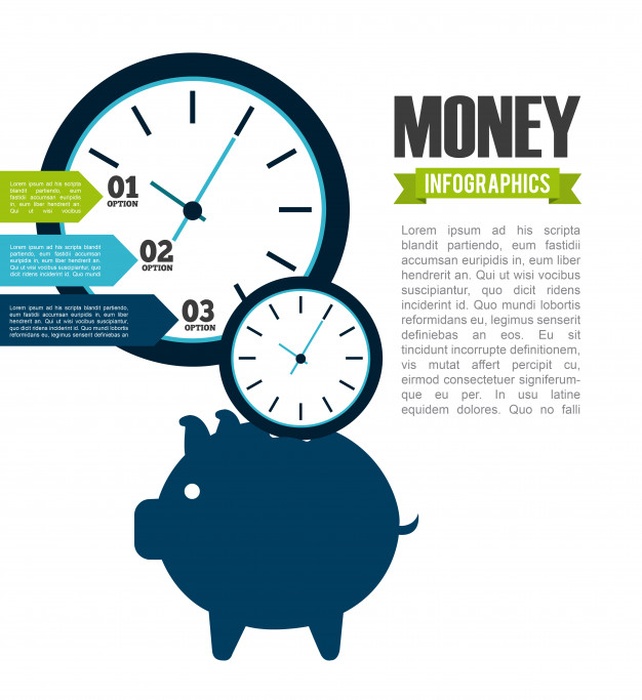 MONEY
INFOGRAPHICS
Lorem ipsum ad his scripta
blandit partiendo, eum fastidii
accumsan euripidis in, eum liber
hendrerit an. Qui ut wisi vocibus
suscipiantur, quo dicit ridens
inciderint id. Quo mundi lobortis
reformidans eu, legimus senserit
definiebas an eos. Eu sit
tincidunt incorrupte definitionem,
vis mutat affert percipit cu,
eirmod consectetuer signiferum-
que eu per. In usu latine
equidem dolores. Quo no falli
Lorem ipsum ad his scripta
blandit partiendo, eum
fastidii accumsan euripidis
in, eum liber hendrerit an.
Qui ut wisi vocibus
01
OPTION
Lorem ipsum ad his scripta blandit
partiendo, eum fastidii accumsan euripidis
in, eum liber hendrerit an. Qui ut wisi
vocibus suscipiantur, quo
dicit ridens inciderint id. Quo mundi
02
OPTION
Lorem ipsum ad his scripta blandit partiendo,
eum fastidii accumsan euripidis in, eum liber
hendrerit an. Qui ut wisi vocibus suscipiantur,
quo dicit ridens inciderint id. Quo mundi lobortis
reformidans eu, legimus senserit definiebas an
03
OPTION